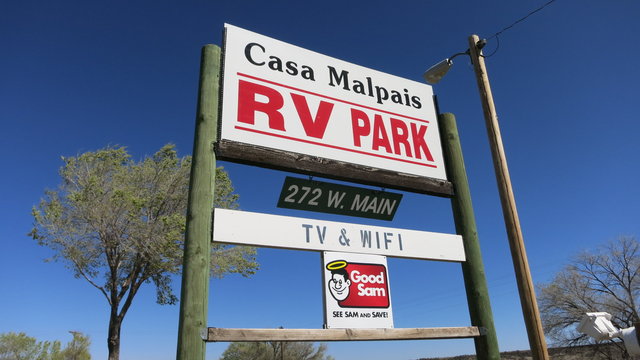 Casa Malpais
RV PARK
272 W. MAIN
TV & WIFI
Good
Sam
SEE SAM AND SAVE!